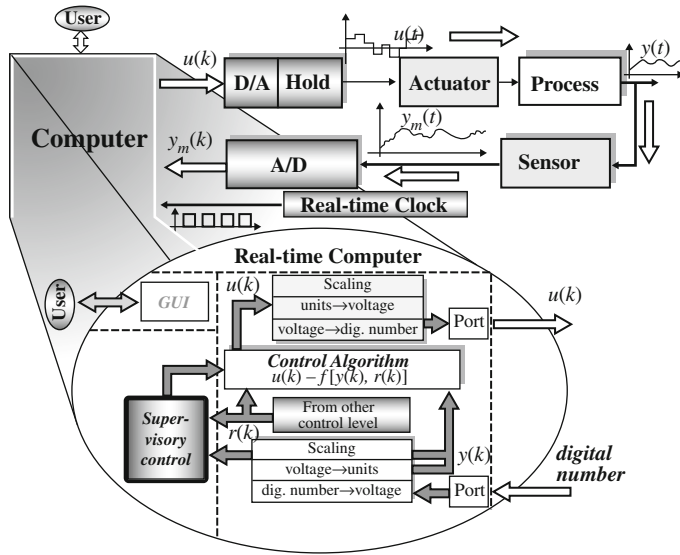 User
u(k)
D/A
Hold
u(t)
Actuator
Process
y(t)
Computer
y_m(k)
A/D
y_m(t)
Sensor
Real-time Clock
Real-time Computer
User
GUI
u(k)
Scaling
units→voltage
voltage→dig. number
Port
u(k)
Control Algorithm
u(k) – f [y(k), r(k)]
Super-
visory
control
From other
control level
r(k)
Scaling
voltage→units
dig. number→voltage
y(k)
Port
digital
number